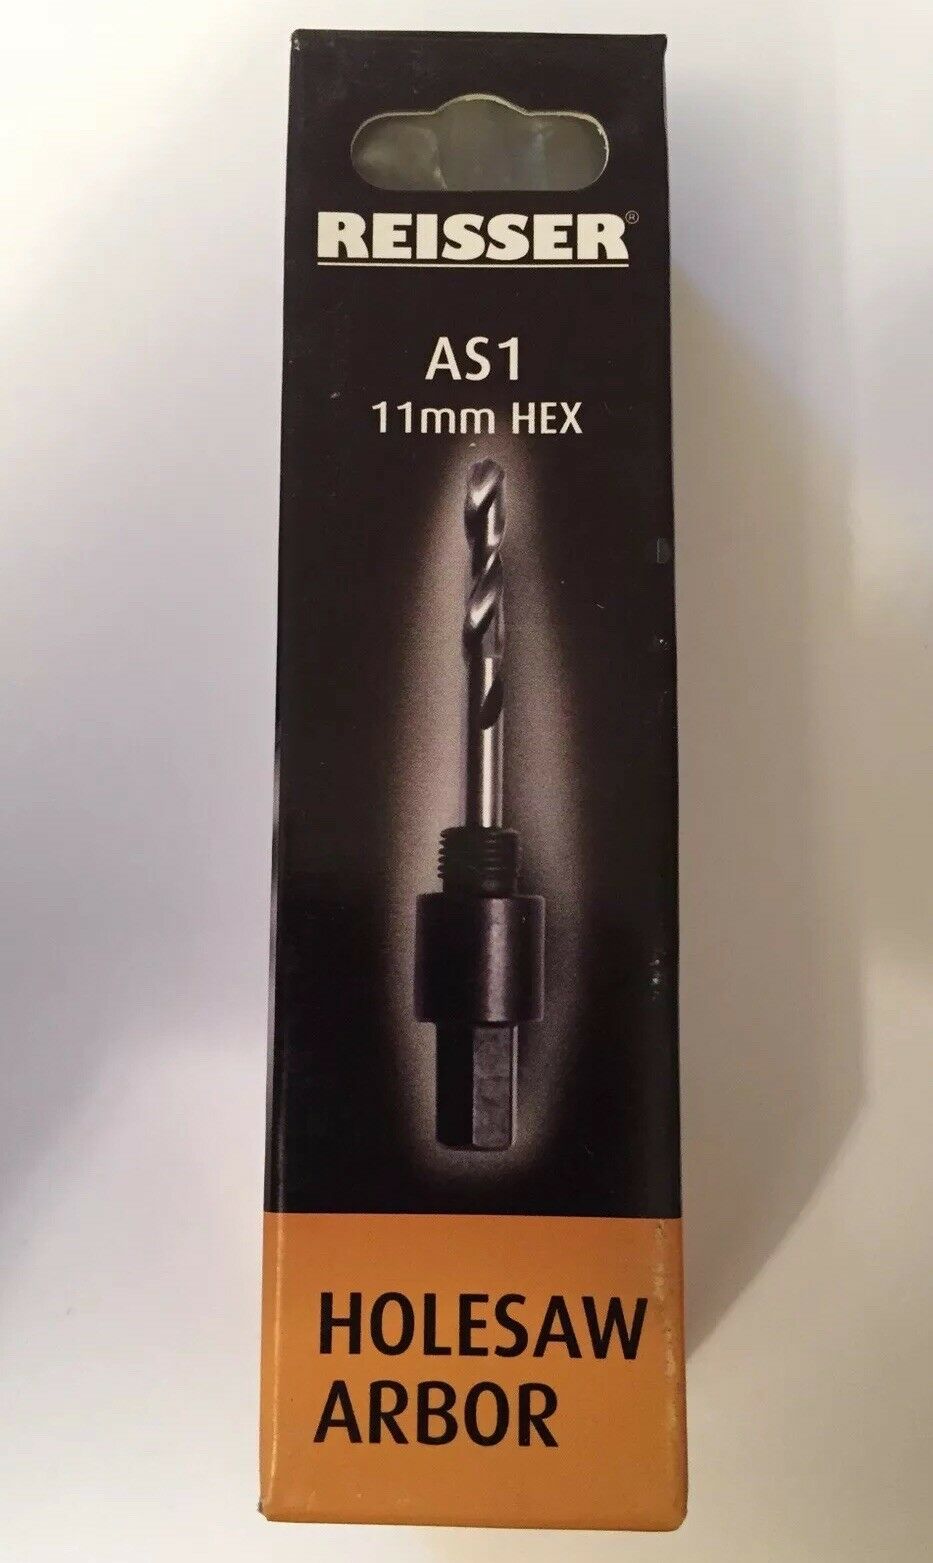 REISSER®
AS1
11mm HEX
HOLESAW
ARBOR